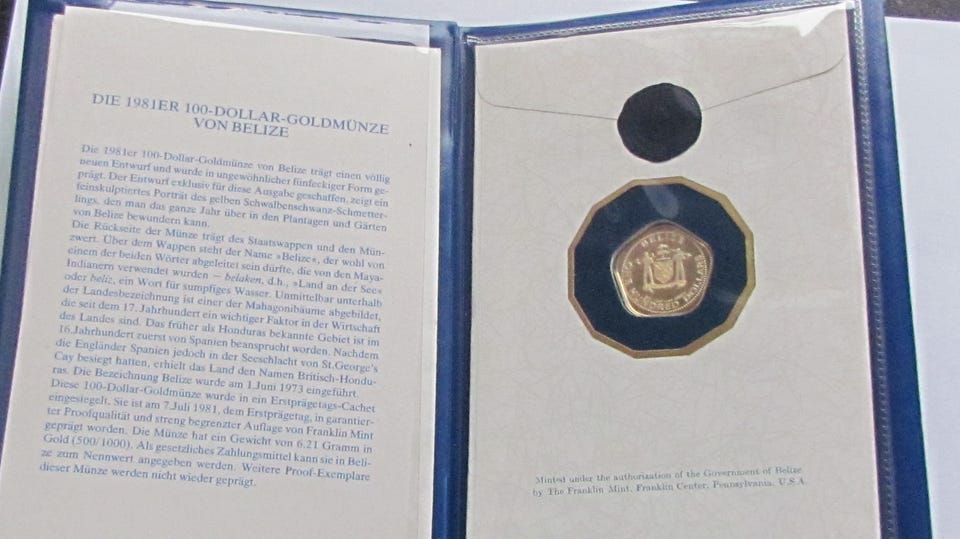 DIE 1981ER 100-DOLLAR-GOLDMÜNZE
VON BELIZE
Die 1981er 100-Dollar-Goldmünze von Belize trägt einen völlig
neuen Entwurf und wurde in ungewöhnlicher fünfeckiger Form ge-
prägt. Der Entwurf exklusiv für diese Ausgabe geschaffen, zeigt ein
feinskulptiertes Porträt des gelben Schwalbenschwanz-Schmetter-
lings, den man das ganze Jahr über in den Plantagen und Gärten
von Belize bewundern kann.
Die Rückseite der Münze trägt des Staatswappen und den Mün-
zwert. Über dem Wappen steht der Name »Belize«, der wohl von
einem der beiden Wörter abgeleitet sein dürfte, die von den Maya-
Indianern verwendet wurden – belaken, d.h., »Land an der See«
oder beliz, ein Wort für sumpfiges Wasser. Unmittelbar unterhalb
der Landesbezeichnung ist einer der Mahagonibäume abgebildet,
die seit dem 17. Jahrhundert ein wichtiger Faktor in der Wirtschaft
des Landes sind. Das früher als Honduras bekannte Gebiet ist im
16.Jahrhundert zuerst von Spanien beansprucht worden. Nachdem
die Engländer Spanien jedoch in der Seeschlacht von St.George's
Cay besiegt hatten, erhielt das Land den Namen Britisch-Hondu-
ras. Die Bezeichnung Belize wurde am 1.Juni 1973 eingeführt.
Diese 100-Dollar-Goldmünze wurde in ein Erstprägetags-Cachet
eingesiegelt. Sie ist am 7.Juli 1981, dem Erstprägetag, in garantier-
ter Proofqualität und streng begrenzter Auflage von Franklin Mint
geprägt worden. Die Münze hat ein Gewicht von 6.21 Gramm in
Gold (500/1000). Als gesetzliches Zahlungsmittel kann sie in Beli-
ze zum Nennwert angegeben werden. Weitere Proof-Exemplare
dieser Münze werden nicht wieder geprägt.
BELIZE
HUNDRED DOLLARS
Minted under the authorization of the Government of Belize
by The Franklin Mint, Franklin Center, Pennsylvania, U.S.A.